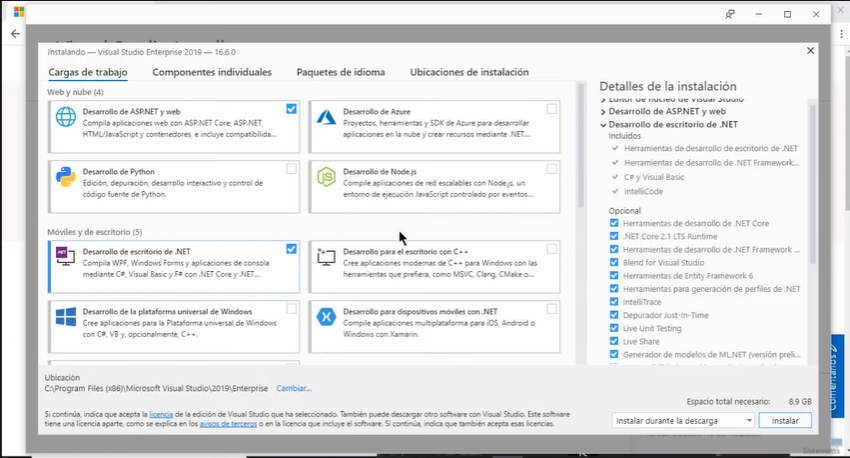 Instalando — Visual Studio Enterprise 2019 — 16.6.0
Cargas de trabajo
Componentes individuales
Paquetes de idioma
Ubicaciones de instalación
Web y nube (4)
Desarrollo de ASP.NET y web
Compila aplicaciones web con ASP.NET Core, ASP.NET,
HTML/JavaScript y contenedores, e incluye compatibilida...
Desarrollo de Azure
Proyectos, herramientas y SDK de Azure para desarrollar
aplicaciones en la nube y crear recursos mediante .NET...
Desarrollo de Python
Edición, depuración, desarrollo interactivo y control de
código fuente de Python.
Desarrollo de Node.js
Compile aplicaciones de red escalables con Node.js, un
entorno de ejecución JavaScript controlado por eventos...
Móviles y de escritorio (5)
Desarrollo de escritorio de .NET
Compila WPF, Windows Forms y aplicaciones de consola
mediante C#, Visual Basic y F# con .NET Core y .NET...
Desarrollo para el escritorio con C++
Cree aplicaciones modernas de C++ para Windows con las
herramientas que prefiera, como MSVC, Clang, CMake o...
Desarrollo de la plataforma universal de Windows
Cree aplicaciones para la Plataforma universal de Windows
con C#, VB y, opcionalmente, C++.
Desarrollo para dispositivos móviles con .NET
Compile aplicaciones multiplataforma para iOS, Android o
Windows con Xamarin.
Detalles de la instalación
Editor de núcleo de Visual Studio
Desarrollo de ASP.NET y web
Desarrollo de escritorio de .NET
Incluidos
Herramientas de desarrollo de escritorio de .NET
Herramientas de desarrollo de .NET Framework...
C# y Visual Basic
IntelliCode
Opcional
Herramientas de desarrollo de .NET Core
.NET Core 2.1 LTS Runtime
Herramientas de desarrollo de .NET Framework ...
Blend for Visual Studio
Herramientas de Entity Framework 6
Herramientas para generación de perfiles de .NET
IntelliTrace
Depurador Just-In-Time
Live Unit Testing
Live Share
Generador de modelos de ML.NET (versión preli...
Ubicación
C:\Program Files (x86)\Microsoft Visual Studio\2019\Enterprise
Cambiar...
Espacio total necesario: 8,9 GB
Si continúa, indica que acepta la licencia de la edición de Visual Studio que ha seleccionado. También puede descargar otro software con Visual Studio. Este software
tiene una licencia aparte, como se explica en los avisos de terceros o en la licencia que incluye el software. Si continúa, indica que también acepta esas licencias.
Instalar durante la descarga
Instalar
Comentarios